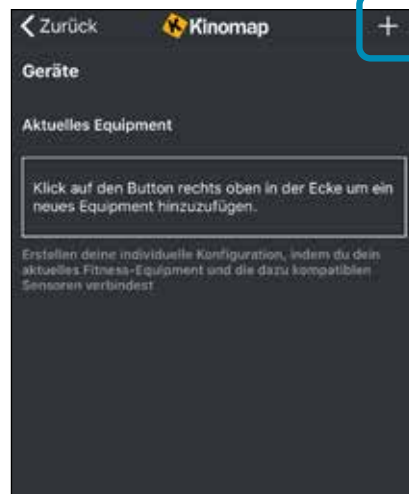 Zurück Kinomap +
Geräte
Aktuelles Equipment
Klick auf den Button rechts oben in der Ecke um ein
neues Equipment hinzuzufügen.
Erstellen deine individuelle Konfiguration, indem du dein
aktuelles Fitness-Equipment und die dazu kompatiblen
Sensoren verbindest